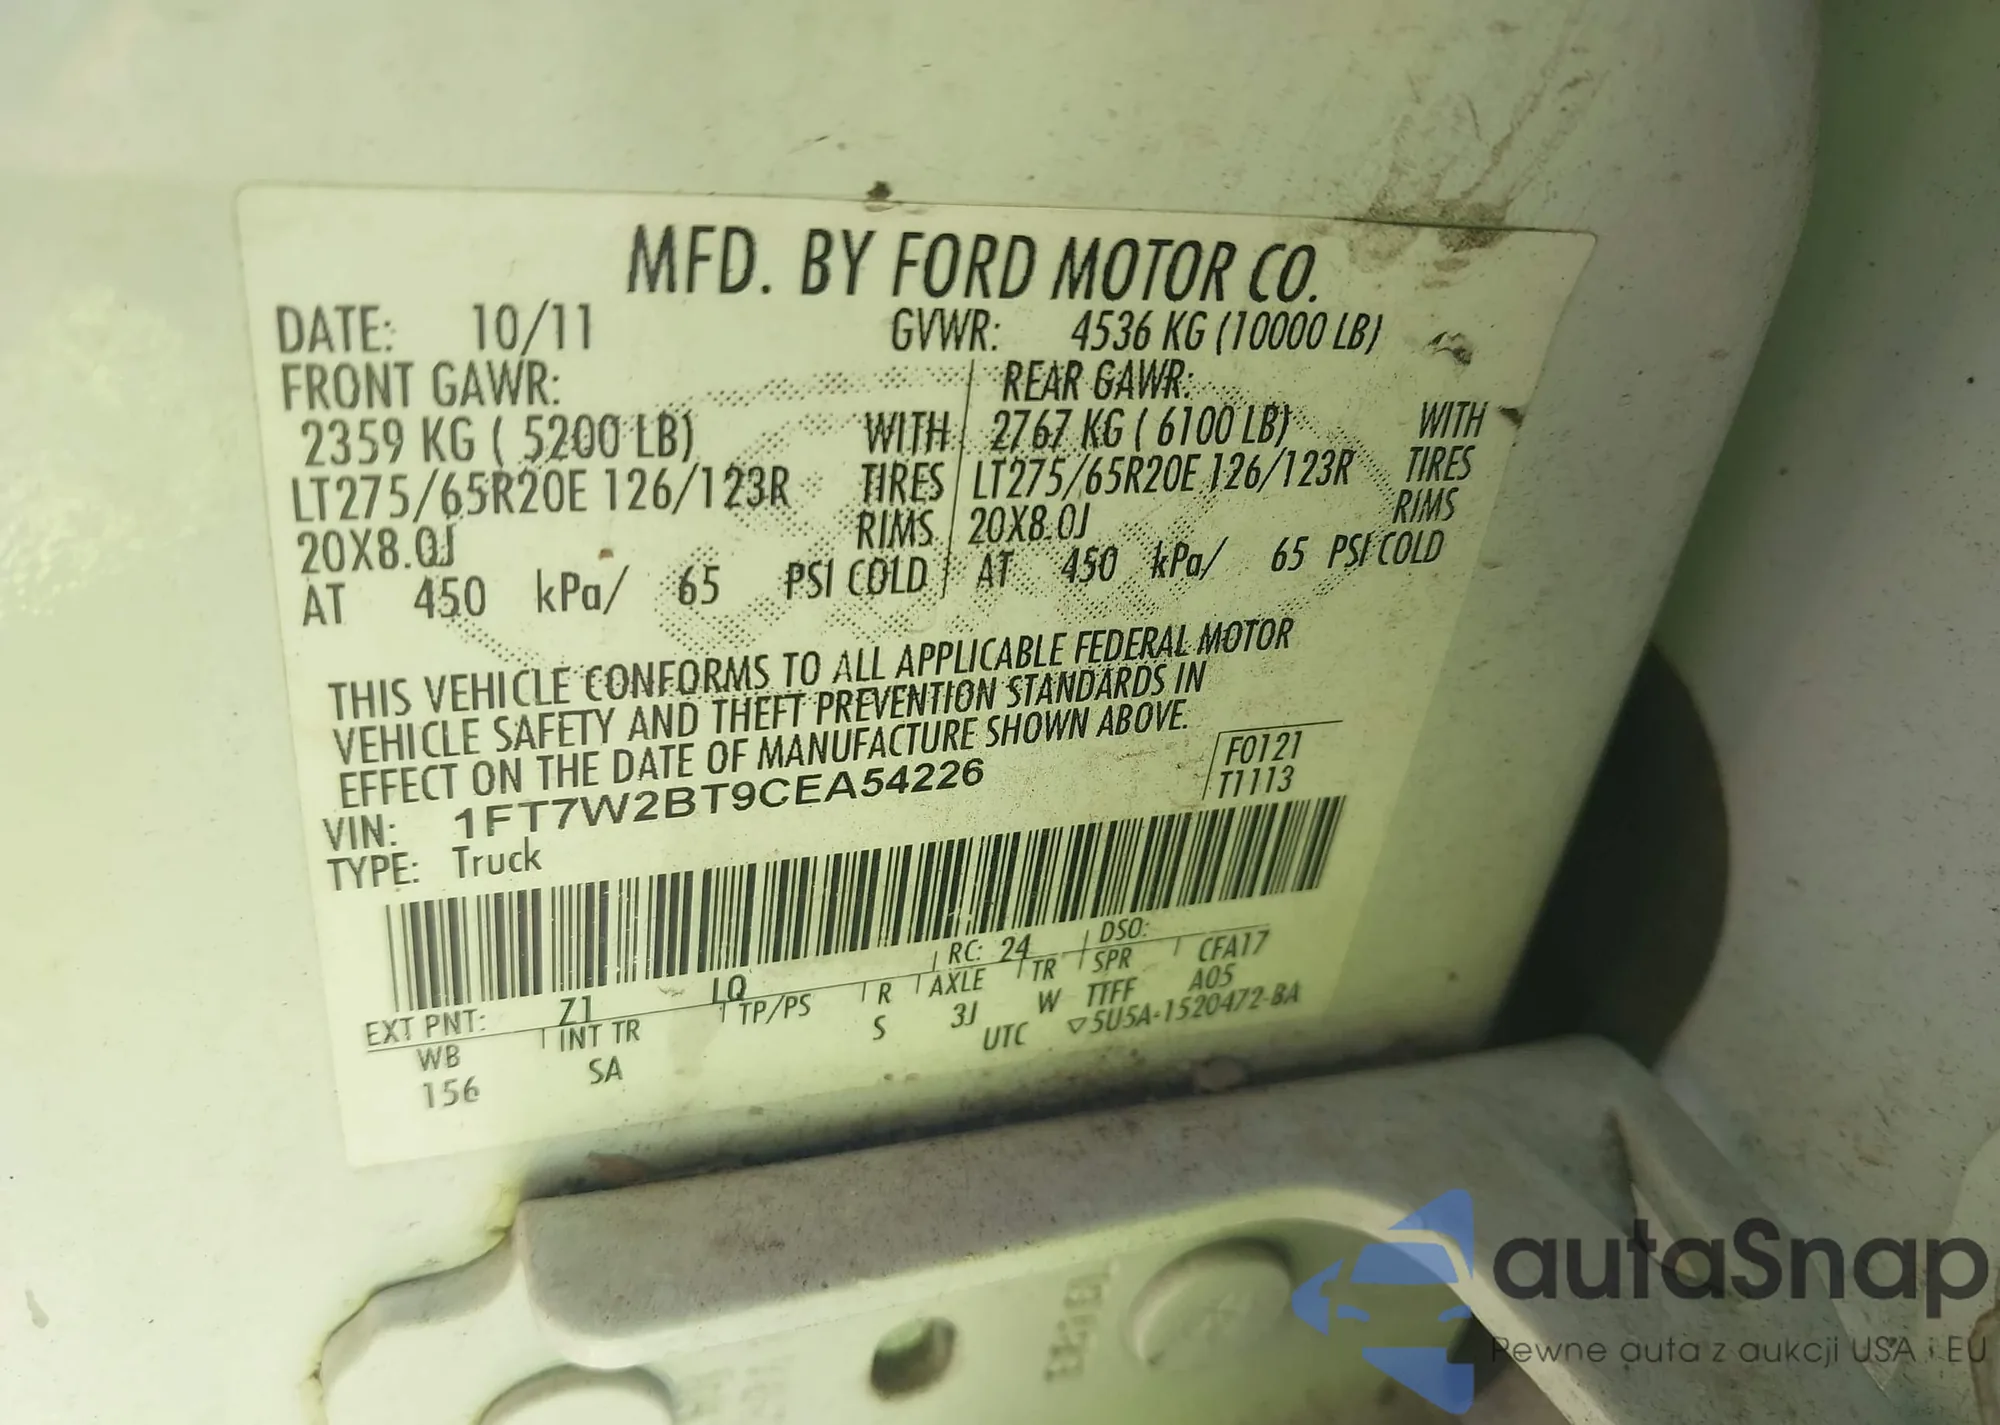 MFD. BY FORD MOTOR CO.
DATE: 10/11 GVWR: 4536 KG (10000 LB)
FRONT GAWR: REAR GAWR:
2359 KG ( 5200 LB) WITH 2767 KG ( 6100 LB) WITH
LT275/65R20E 126/123R TIRES LT275/65R20E 126/123R TIRES
20X8.0J RIMS 20X8.0J RIMS
AT 450 kPa/ 65 PSI COLD AT 450 kPa/ 65 PSI COLD
THIS VEHICLE CONFORMS TO ALL APPLICABLE FEDERAL MOTOR
VEHICLE SAFETY AND THEFT PREVENTION STANDARDS IN
EFFECT ON THE DATE OF MANUFACTURE SHOWN ABOVE.
VIN: 1FT7W2BT9CEA54226 F0121
TYPE: Truck T1113
EXT PNT: Z1 LQ RC: 24 DSO:
WB INT TR TP/PS R AXLE TR SPR CFA17
156 SA S 3J W TTFF A05
UTC ▽5U5A-1520472-BA
autaSnap
Pewne auta z aukcji USA i EU